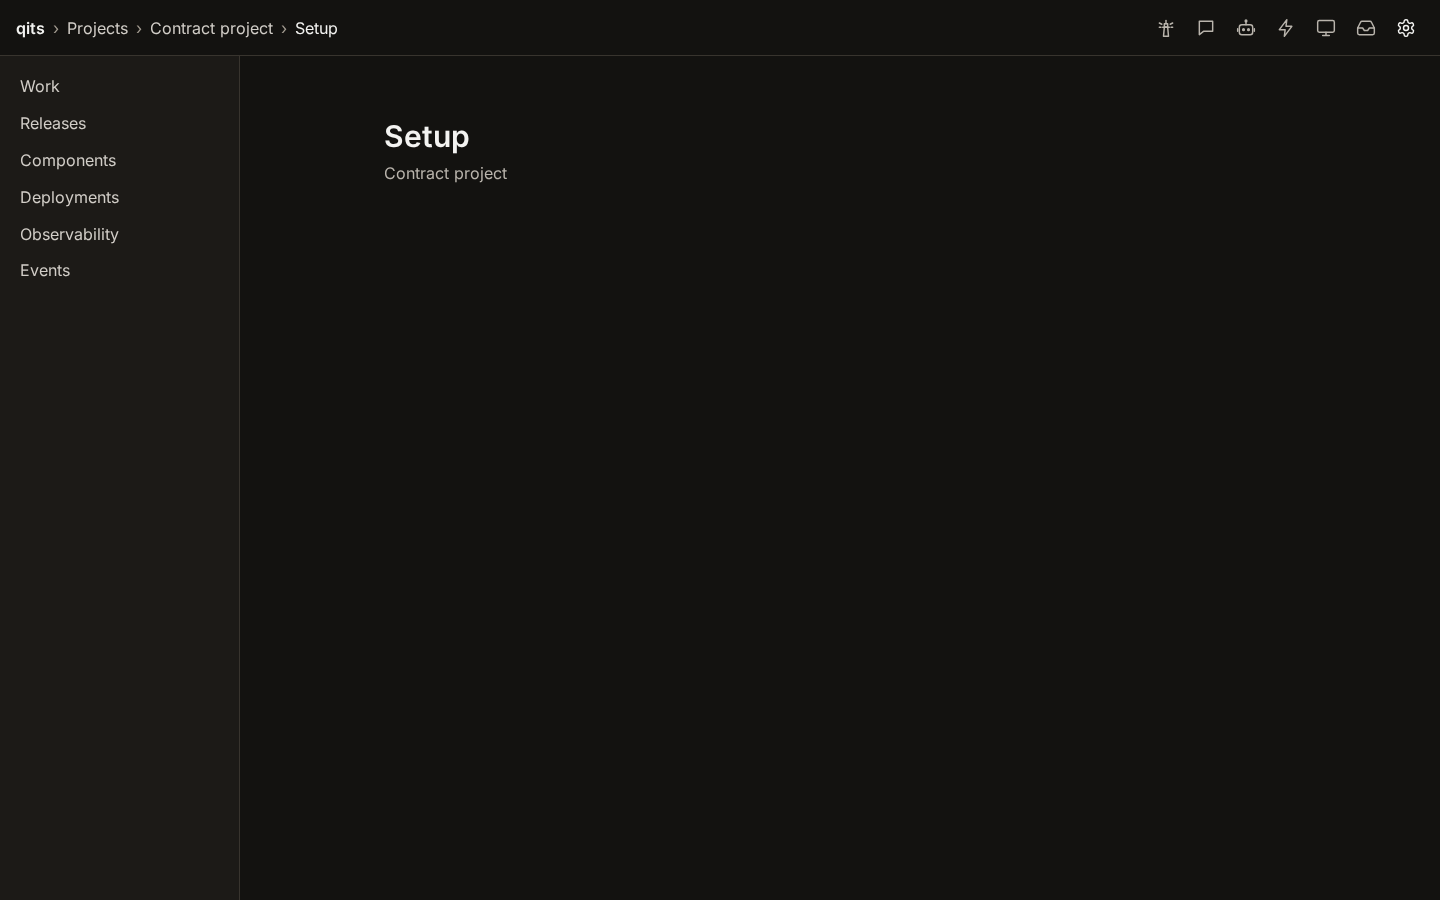 qits › Projects › Contract project › Setup
Work
Releases
Components
Deployments
Observability
Events
Setup
Contract project